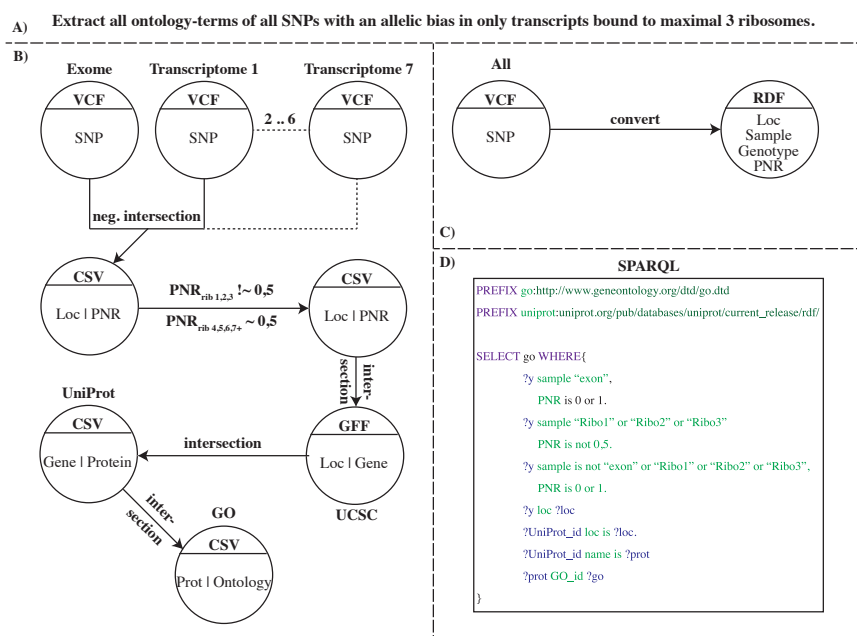 A) Extract all ontology-terms of all SNPs with an allelic bias in only transcripts bound to maximal 3 ribosomes.
B)
Exome
Transcriptome 1
Transcriptome 7
VCF
VCF
VCF
SNP
SNP
2 .. 6
SNP
neg. intersection
CSV
Loc | PNR
PNR rib 1,2,3 !~ 0,5
PNR rib 4,5,6,7+ ~ 0,5
CSV
Loc | PNR
inter-
section
UniProt
CSV
Gene | Protein
intersection
GFF
Loc | Gene
UCSC
inter-
section
GO
CSV
Prot | Ontology
All
VCF
SNP
convert
RDF
Loc
Sample
Genotype
PNR
C)
D)
SPARQL
PREFIX go:http://www.geneontology.org/dtd/go.dtd
PREFIX uniprot:uniprot.org/pub/databases/uniprot/current_release/rdf/
SELECT go WHERE{
?y sample “exon”,
PNR is 0 or 1.
?y sample “Ribo1” or “Ribo2” or “Ribo3”
PNR is not 0,5.
?y sample is not “exon” or “Ribo1” or “Ribo2” or “Ribo3”,
PNR is 0 or 1.
?y loc ?loc
?UniProt_id loc is ?loc.
?UniProt_id name is ?prot
?prot GO_id ?go
}